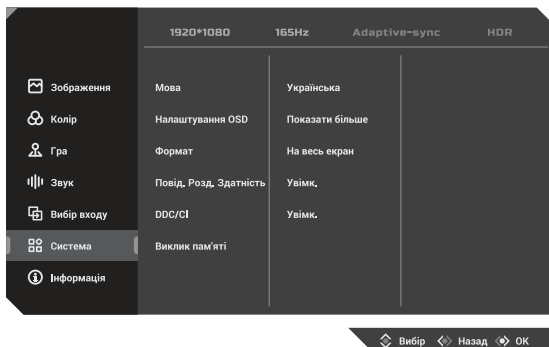 1920*1080 165Hz Adaptive-sync HDR
Зображення Мова Українська
Колір Налаштування OSD Показати більше
Гра Формат На весь екран
Звук Повід. Розд. Здатність Увімк.
Вибір входу DDC/CI Увімк.
Система Виклик пам'яті
Інформація
Вибір Назад OK